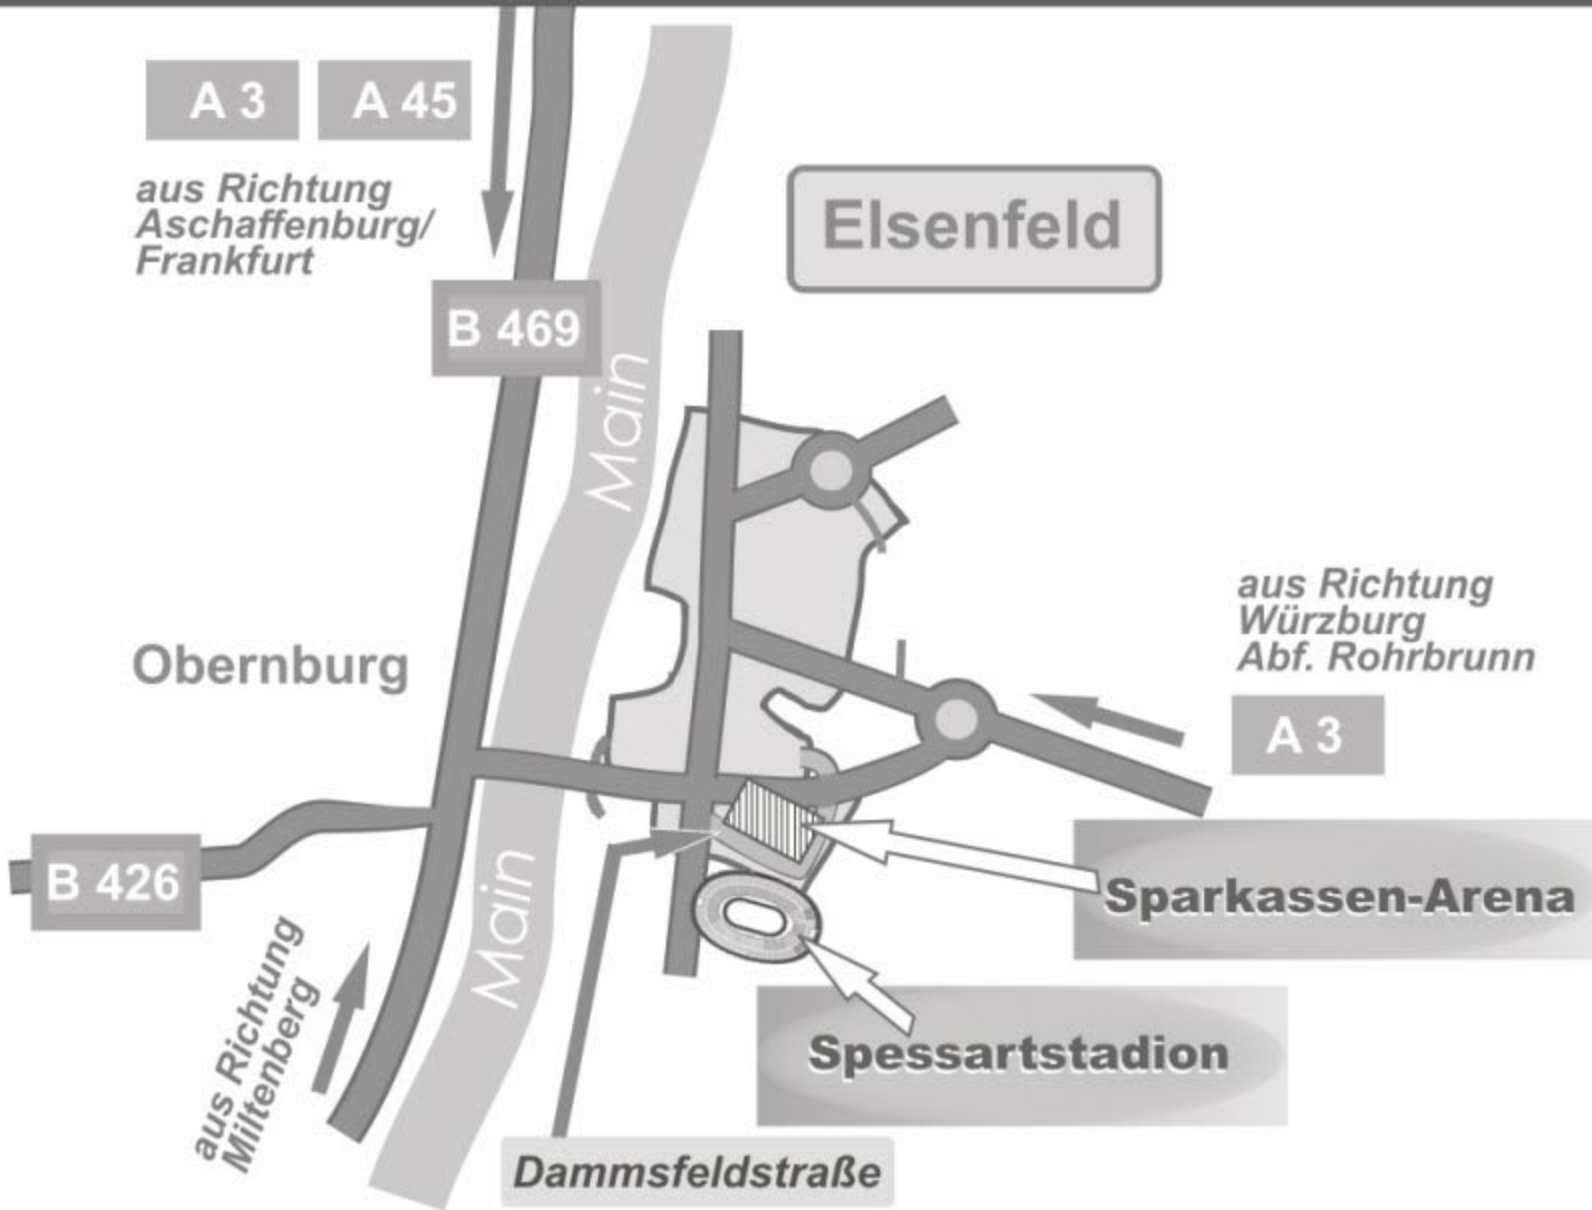 A 3
A 45
aus Richtung
Aschaffenburg/
Frankfurt
Elsenfeld
B 469
Main
aus Richtung
Würzburg
Abf. Rohrbrunn
A 3
Obernburg
B 426
Main
Sparkassen-Arena
aus Richtung
Miltenberg
Spessartstadion
Dammsfeldstraße